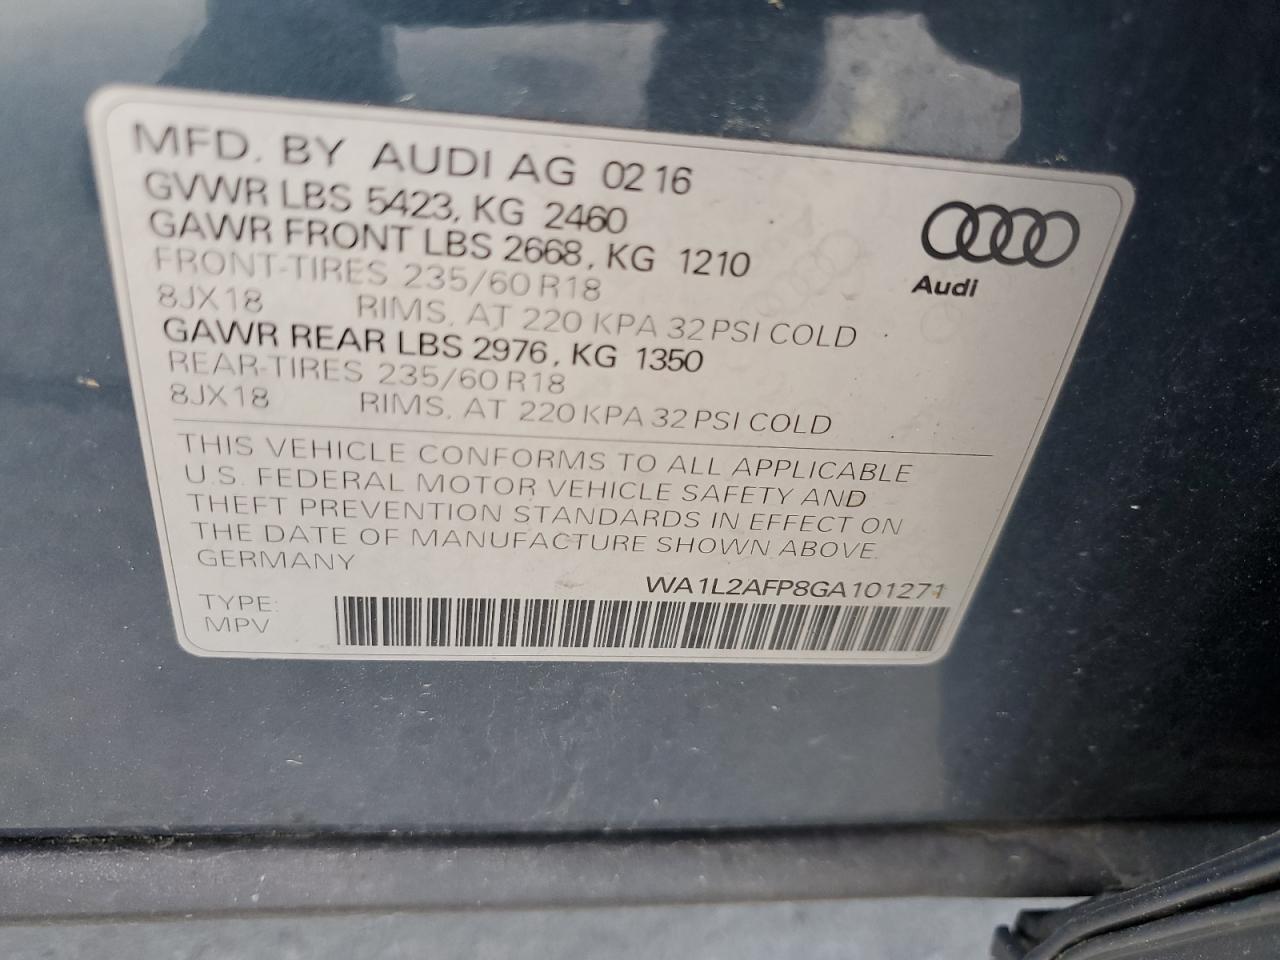 MFD. BY AUDI AG 02 16
GVWR LBS 5423, KG 2460
GAWR FRONT LBS 2668, KG 1210
FRONT-TIRES 235/60 R18
8JX18 RIMS, AT 220 KPA 32 PSI COLD
GAWR REAR LBS 2976, KG 1350
REAR-TIRES 235/60 R18
8JX18 RIMS, AT 220 KPA 32 PSI COLD
Audi
THIS VEHICLE CONFORMS TO ALL APPLICABLE
U.S. FEDERAL MOTOR VEHICLE SAFETY AND
THEFT PREVENTION STANDARDS IN EFFECT ON
THE DATE OF MANUFACTURE SHOWN ABOVE.
GERMANY
WA1L2AFP8GA101271
TYPE:
MPV